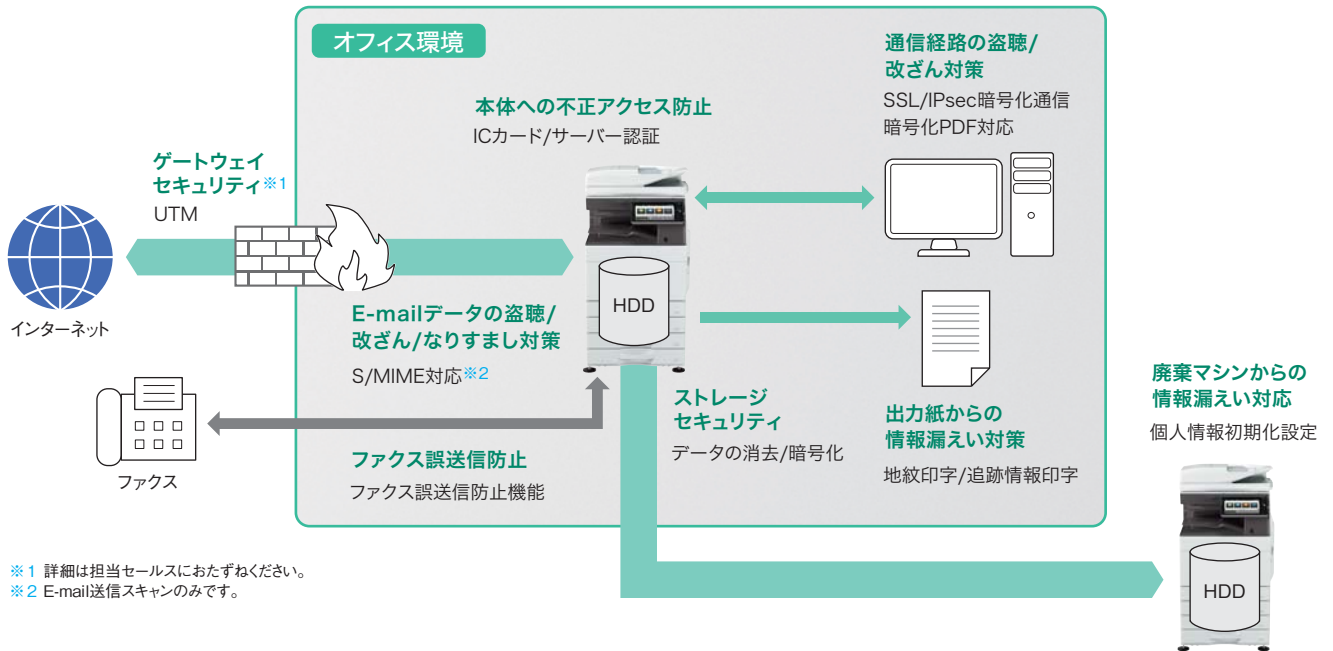 オフィス環境
通信経路の盗聴/
改ざん対策
SSL/IPsec暗号化通信
暗号化PDF対応
本体への不正アクセス防止
ICカード/サーバー認証
ゲートウェイ
セキュリティ※1
UTM
インターネット
HDD
E-mailデータの盗聴/
改ざん/なりすまし対策
S/MIME対応※2
ストレージ
セキュリティ
データの消去/暗号化
出力紙からの
情報漏えい対策
地紋印字/追跡情報印字
廃棄マシンからの
情報漏えい対応
個人情報初期化設定
ファクス
ファクス誤送信防止
ファクス誤送信防止機能
HDD
※1 詳細は担当セールスにおたずねください。
※2 E-mail送信スキャンのみです。